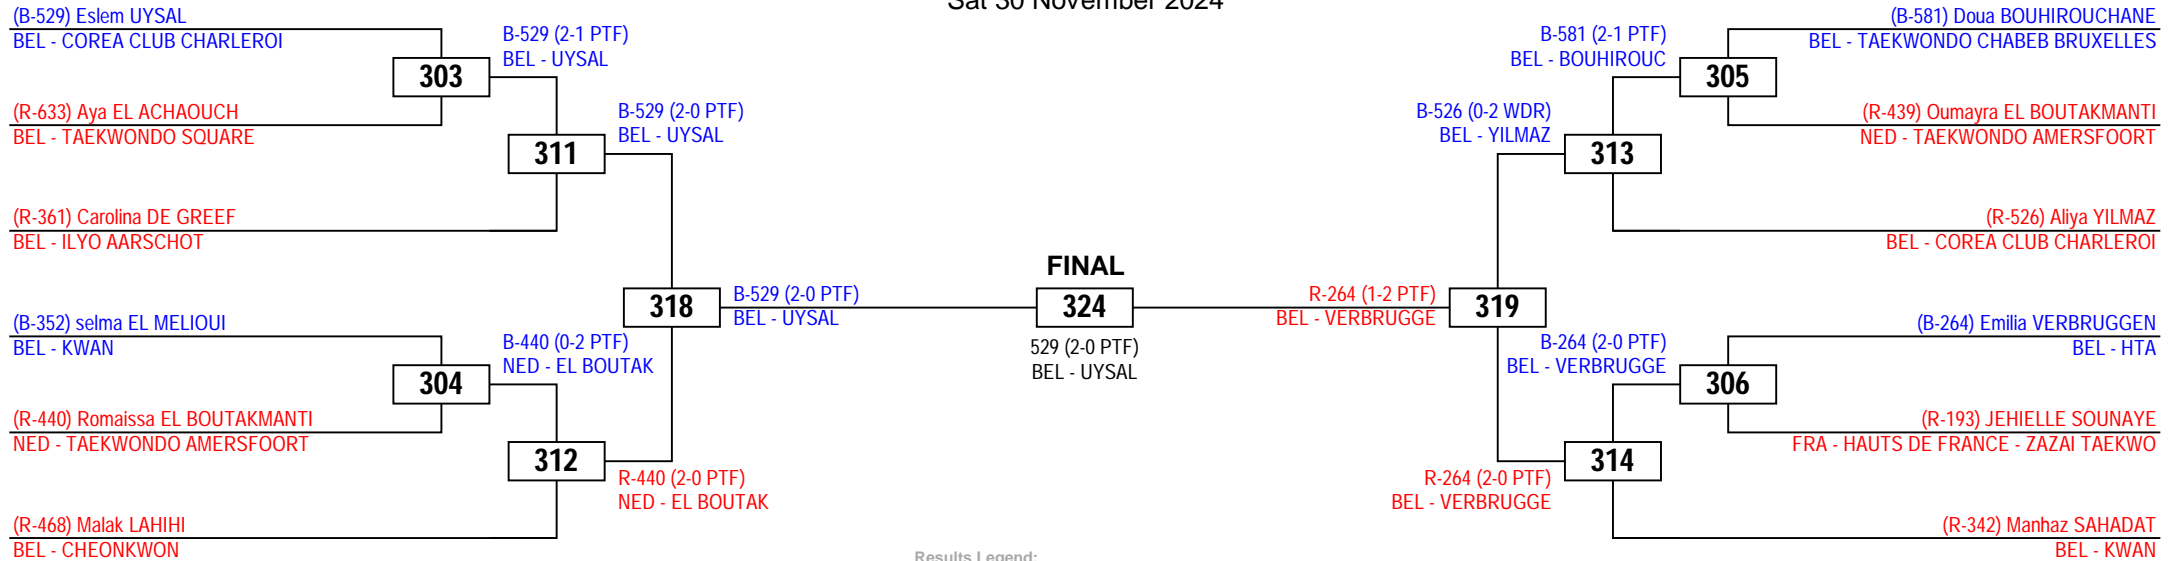 Sat 30 November 2024
(B-529) Eslem UYSAL
BEL - COREA CLUB CHARLEROI
303
(R-633) Aya EL ACHAOUCH
BEL - TAEKWONDO SQUARE
B-529 (2-1 PTF)
BEL - UYSAL
311
(R-361) Carolina DE GREEF
BEL - ILYO AARSCHOT
B-529 (2-0 PTF)
BEL - UYSAL
(B-352) selma EL MELIOUI
BEL - KWAN
304
(R-440) Romaissa EL BOUTAKMANTI
NED - TAEKWONDO AMERSFOORT
B-440 (0-2 PTF)
NED - EL BOUTAK
312
(R-468) Malak LAHIHI
BEL - CHEONKWON
R-440 (2-0 PTF)
NED - EL BOUTAK
318
B-529 (2-0 PTF)
BEL - UYSAL
FINAL
324
529 (2-0 PTF)
BEL - UYSAL
R-264 (1-2 PTF)
BEL - VERBRUGGE
319
B-526 (0-2 WDR)
BEL - YILMAZ
313
B-581 (2-1 PTF)
BEL - BOUHIROUC
305
(B-581) Doua BOUHIROUCHANE
BEL - TAEKWONDO CHABEB BRUXELLES
(R-439) Oumayra EL BOUTAKMANTI
NED - TAEKWONDO AMERSFOORT
(R-526) Aliya YILMAZ
BEL - COREA CLUB CHARLEROI
(B-264) Emilia VERBRUGGEN
BEL - HTA
B-264 (2-0 PTF)
BEL - VERBRUGGE
306
(R-193) JEHIELLE SOUNAYE
FRA - HAUTS DE FRANCE - ZAZAI TAEKWO
314
R-264 (2-0 PTF)
BEL - VERBRUGGE
(R-342) Manhaz SAHADAT
BEL - KWAN
Results Legend: